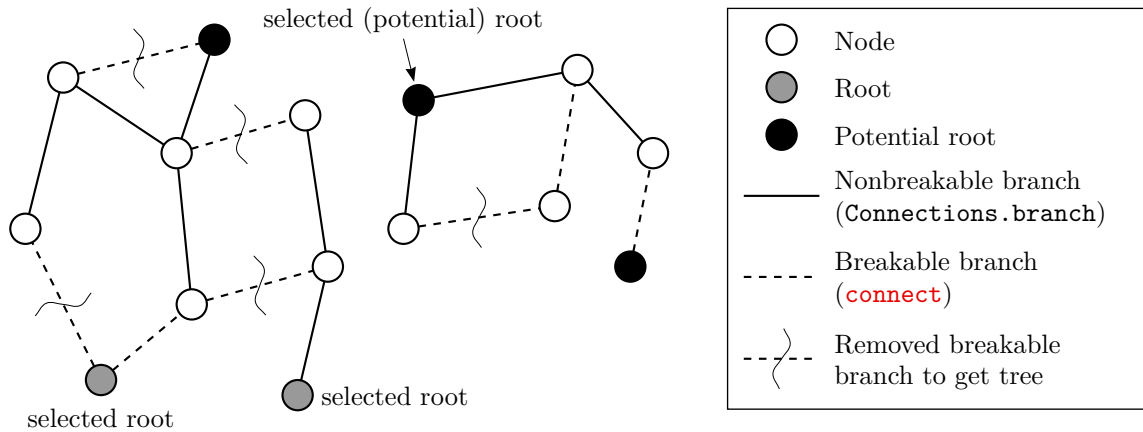 selected (potential) root
selected root
selected root
Node
Root
Potential root
Nonbreakable branch
(Connections.branch)
Breakable branch
(connect)
Removed breakable
branch to get tree